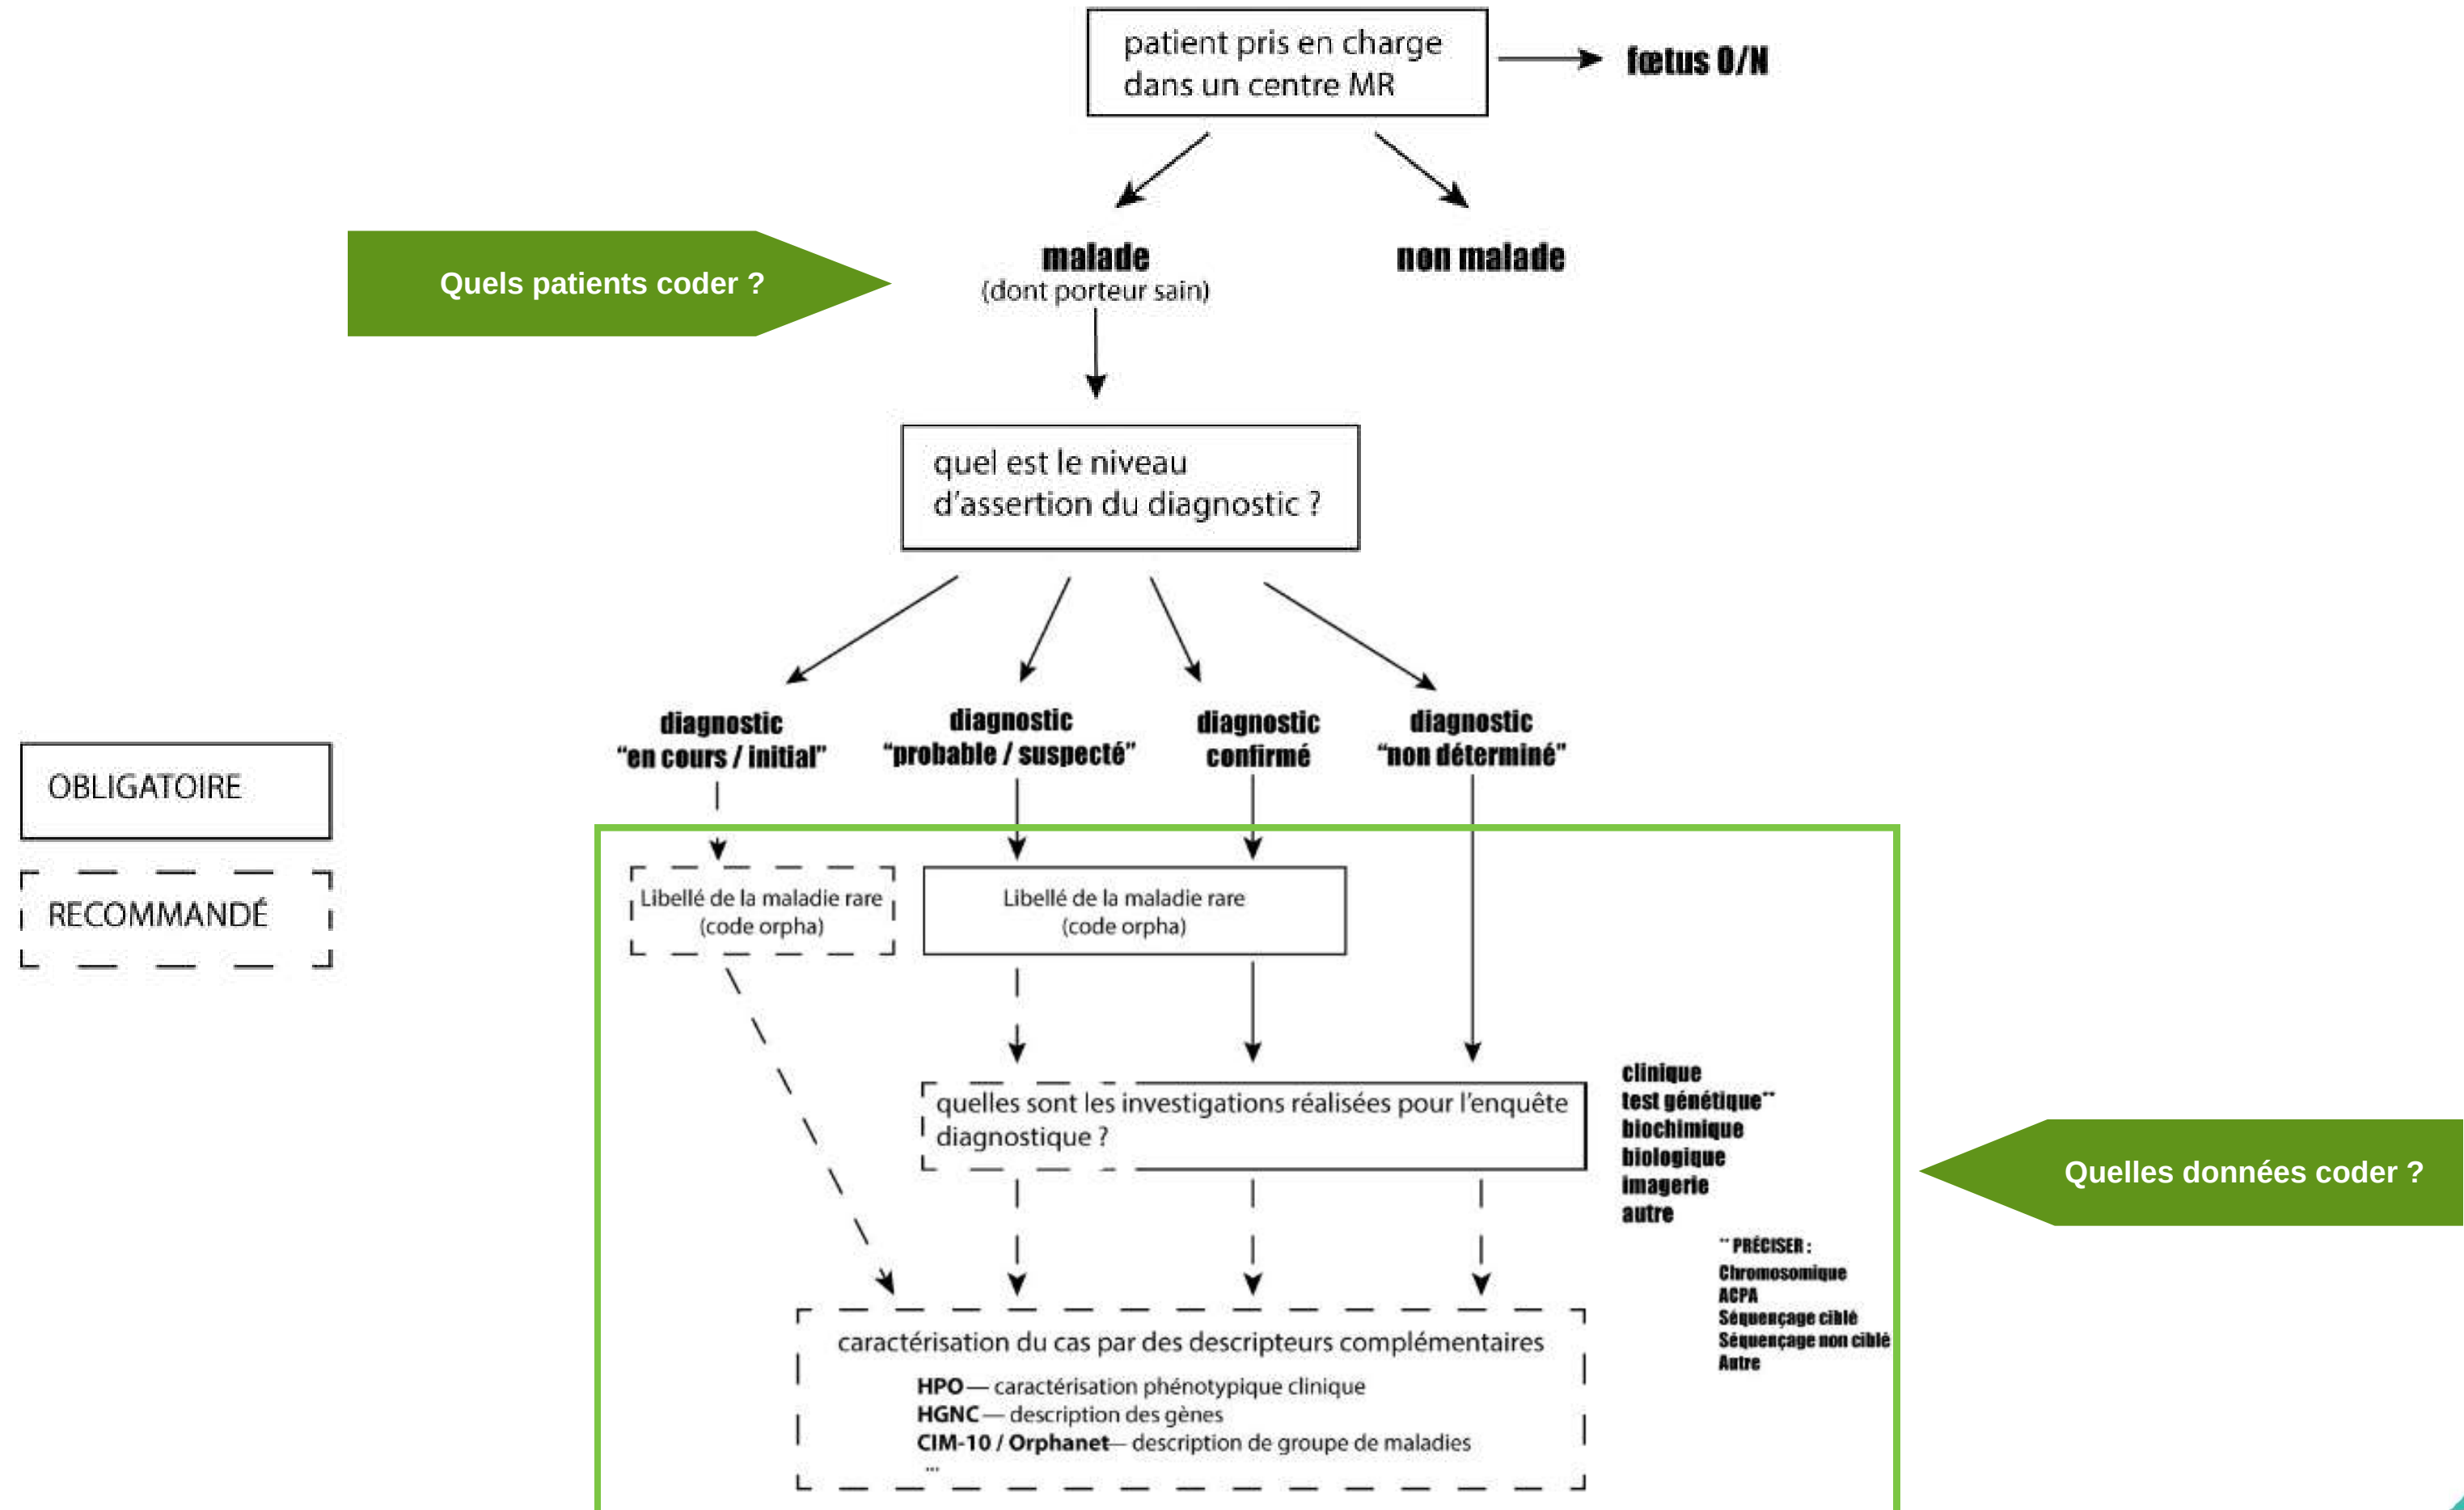 patient pris en charge
dans un centre MR
fœtus O/N
malade
(dont porteur sain)
non malade
Quels patients coder ?
quel est le niveau
d'assertion du diagnostic ?
diagnostic
“en cours / initial”
diagnostic
“probable / suspecté”
diagnostic
confirmé
diagnostic
“non déterminé”
OBLIGATOIRE
RECOMMANDÉ
Libellé de la maladie rare
(code orpha)
Libellé de la maladie rare
(code orpha)
quelles sont les investigations réalisées pour l'enquête
diagnostique ?
clinique
test génétique**
biochimique
biologique
imagerie
autre
** PRÉCISER :
Chromosomique
ACPA
Séquençage ciblé
Séquençage non ciblé
Autre
Quelles données coder ?
caractérisation du cas par des descripteurs complémentaires
HPO — caractérisation phénotypique clinique
HGNC — description des gènes
CIM-10 / Orphanet — description de groupe de maladies
...